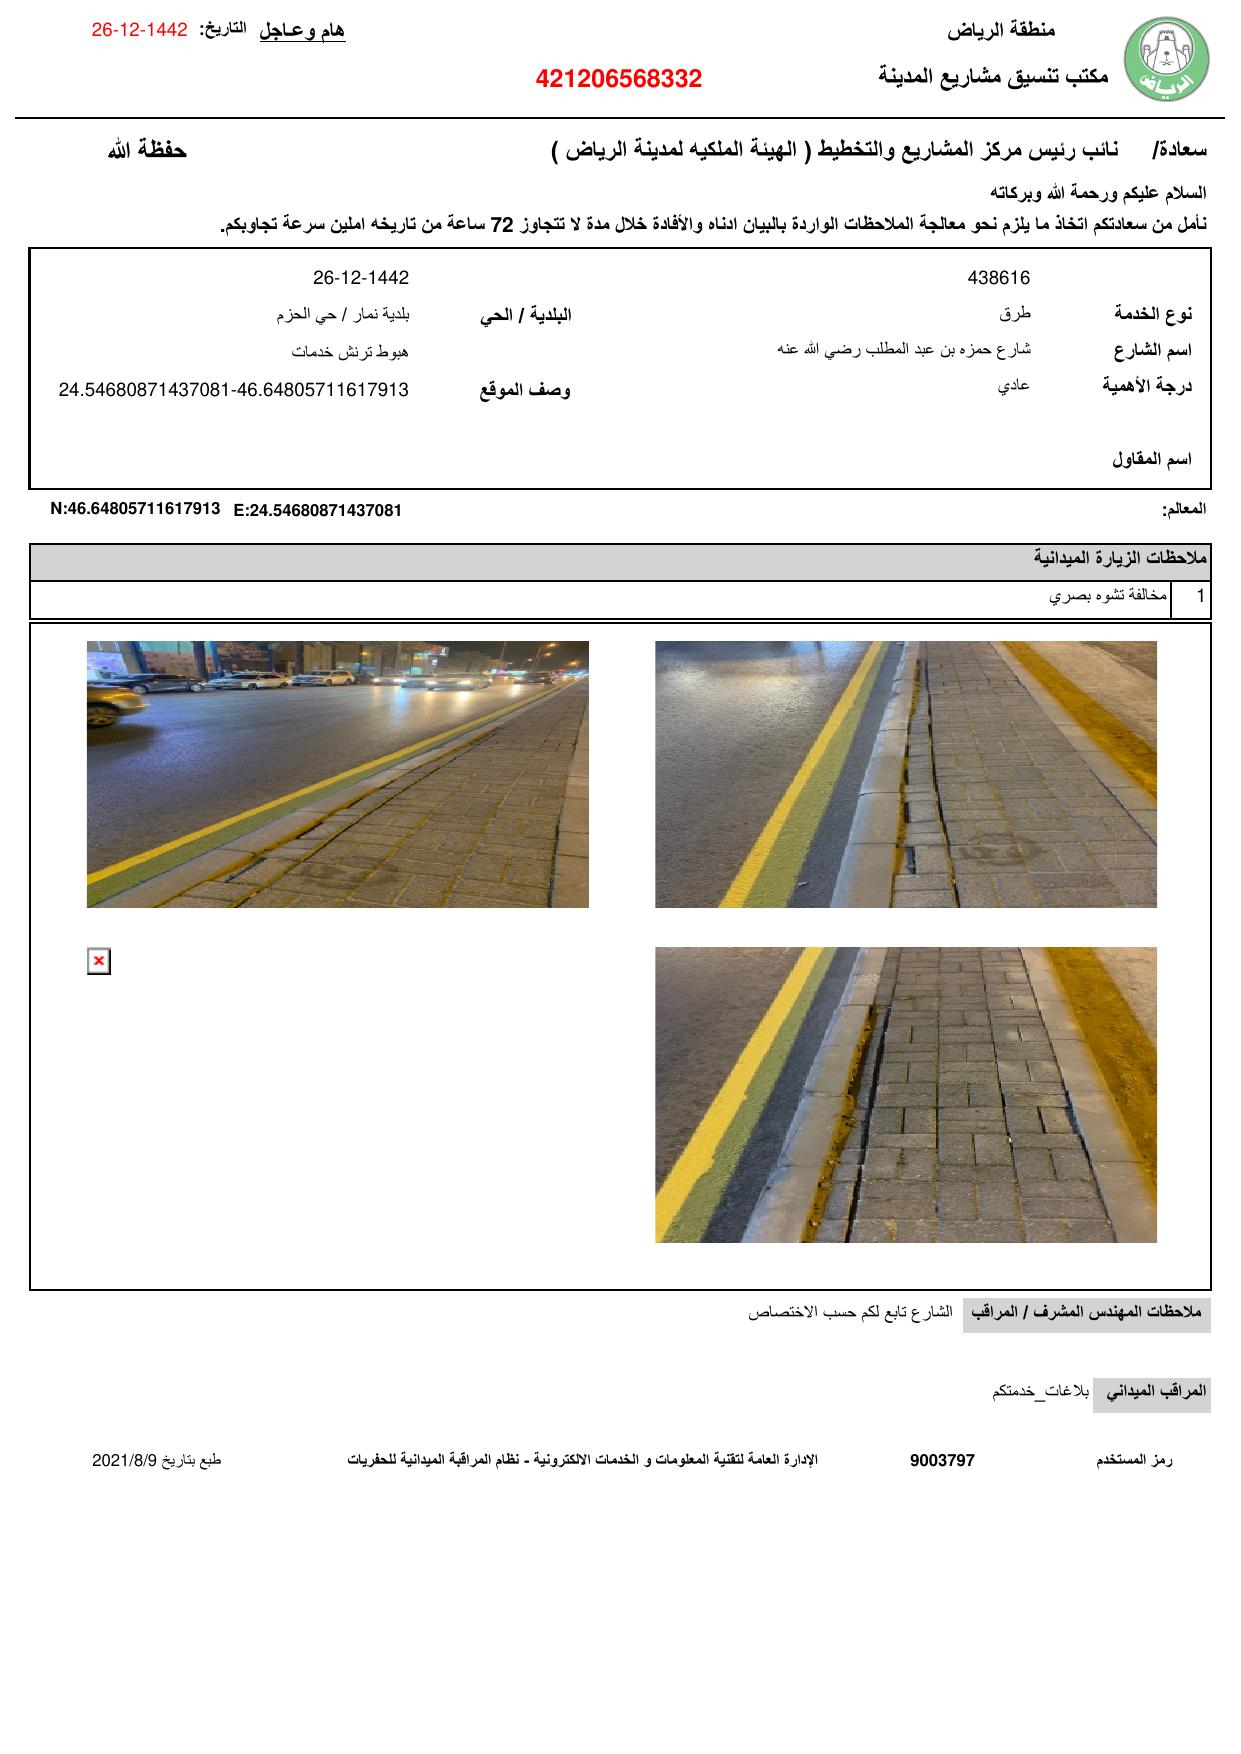 منطقة الرياض
هام وعـاجل التاريخ: 26-12-1442
مكتب تنسيق مشاريع المدينة
421206568332
الرياض
سعادة/ نائب رئيس مركز المشاريع والتخطيط ( الهيئة الملكيه لمدينة الرياض ) حفظة الله
السلام عليكم ورحمة الله وبركاته
نأمل من سعادتكم اتخاذ ما يلزم نحو معالجة الملاحظات الواردة بالبيان ادناه والأفادة خلال مدة لا تتجاوز 72 ساعة من تاريخه املين سرعة تجاوبكم.
438616 26-12-1442
نوع الخدمة طرق البلدية / الحي بلدية نمار / حي الحزم
اسم الشارع شارع حمزه بن عبد المطلب رضي الله عنه هبوط ترنش خدمات
درجة الأهمية عادي وصف الموقع 24.54680871437081-46.64805711617913
اسم المقاول
المعالم: N:46.64805711617913 E:24.54680871437081
ملاحظات الزيارة الميدانية
1 مخالفة تشوه بصري
ملاحظات المهندس المشرف / المراقب الشارع تابع لكم حسب الاختصاص
المراقب الميداني بلاغات_خدمتكم
رمز المستخدم 9003797 الإدارة العامة لتقنية المعلومات و الخدمات الالكترونية - نظام المراقبة الميدانية للحفريات طبع بتاريخ 2021/8/9